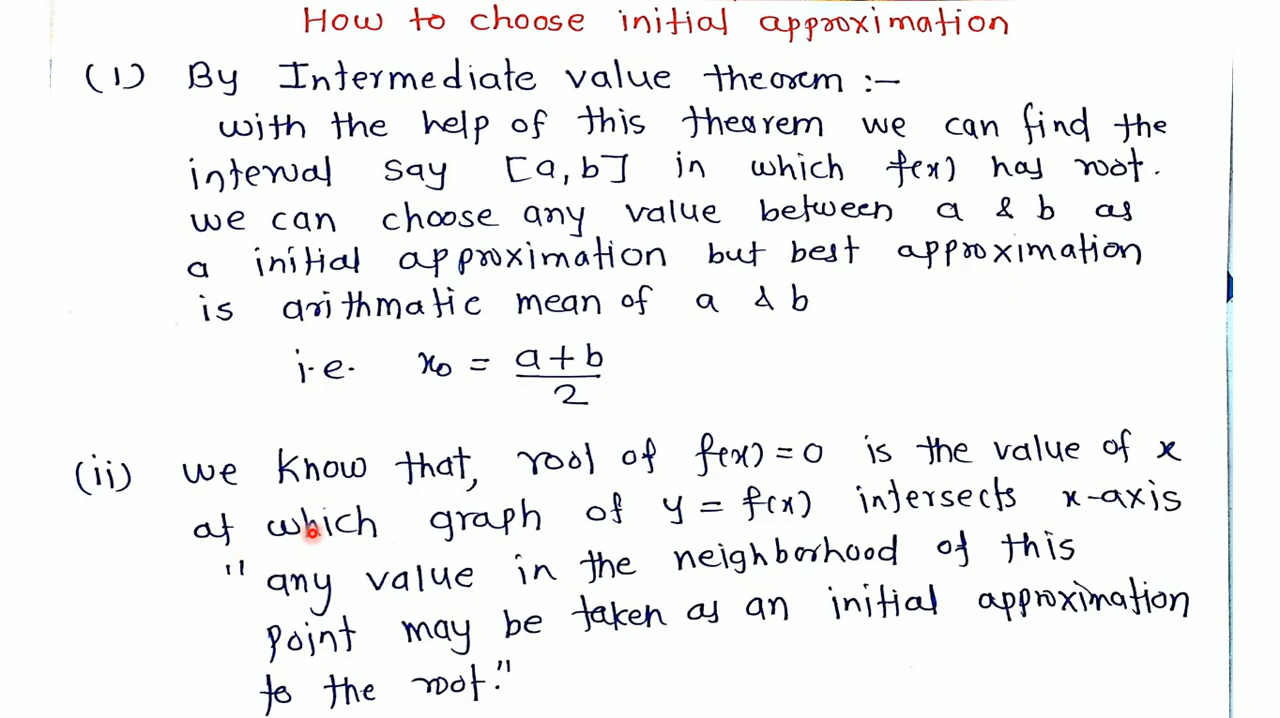 How to choose initial approximation
(i) By Intermediate value theorem :-
with the help of this thearem we can find the
interval say [a, b] in which f(x) has root.
we can choose any value between a & b as
a initial approximation but best approximation
is arithmatic mean of a & b
i.e. x₀ = a+b
2
(ii) we know that, root of f(x) = 0 is the value of x
at which graph of y = f(x) intersects x-axis
" any value in the neighborhood of this
point may be taken as an initial approximation
to the root."